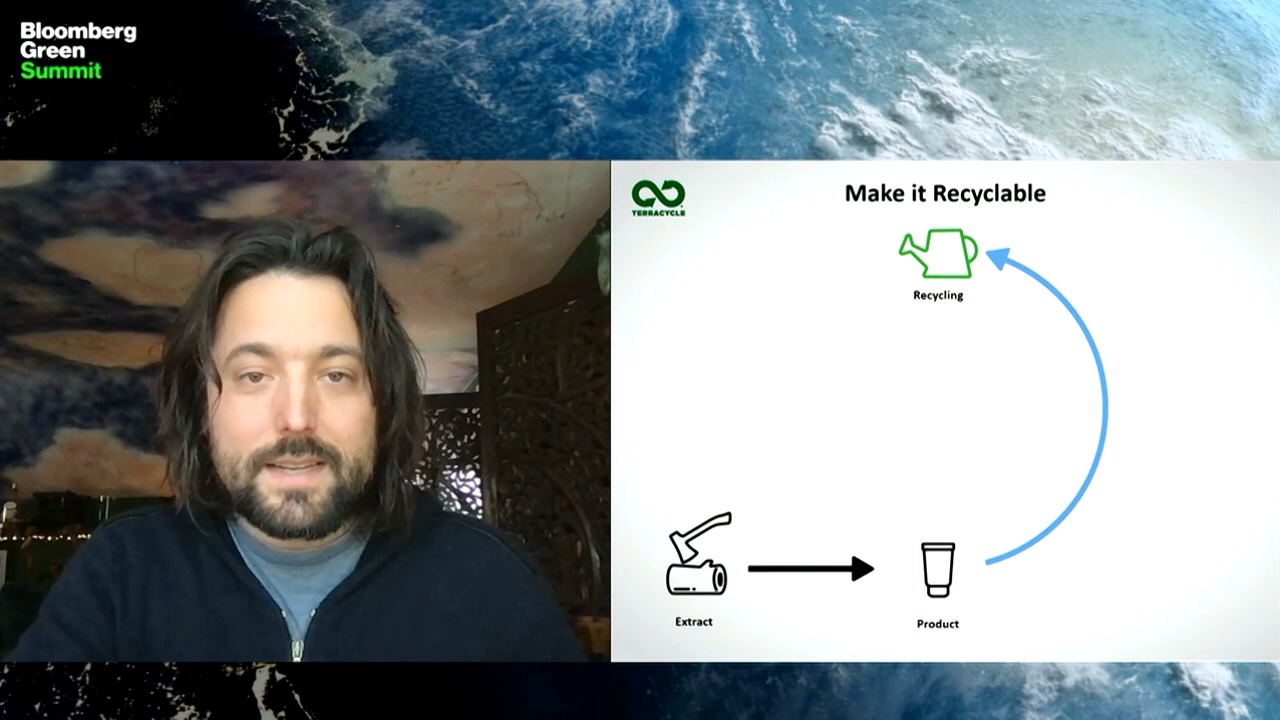 Bloomberg
Green
Summit
TERRACYCLE
Make it Recyclable
Recycling
Extract
Product